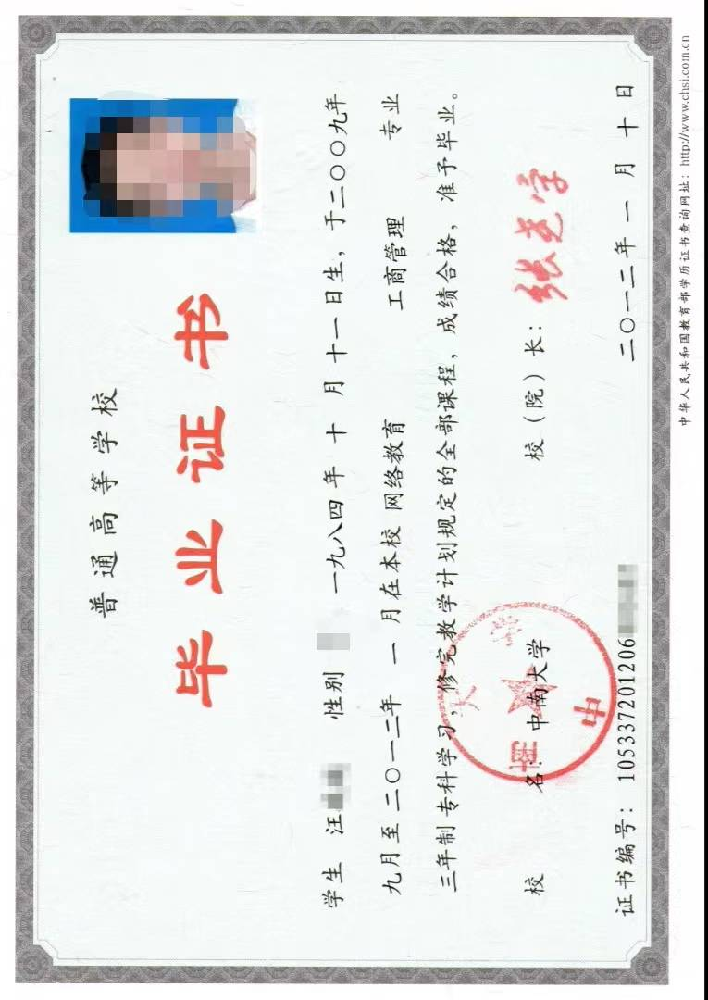 普通高等学校
毕业证书
学生 汪 性别 一九八四年 十 月 十一日生，于二〇〇九年
九月至二〇一二年 一 月在本校 网络教育 工商管理 专业
三年制 专科学习，修完教学计划规定的全部课程，成绩合格，准予毕业。
校 名：中南大学 校（院）长：张尧学
中南大学
证书编号：105337201206 二〇一二年 一 月 十 日
中华人民共和国教育部学历证书查询网址：http://www.chsi.com.cn